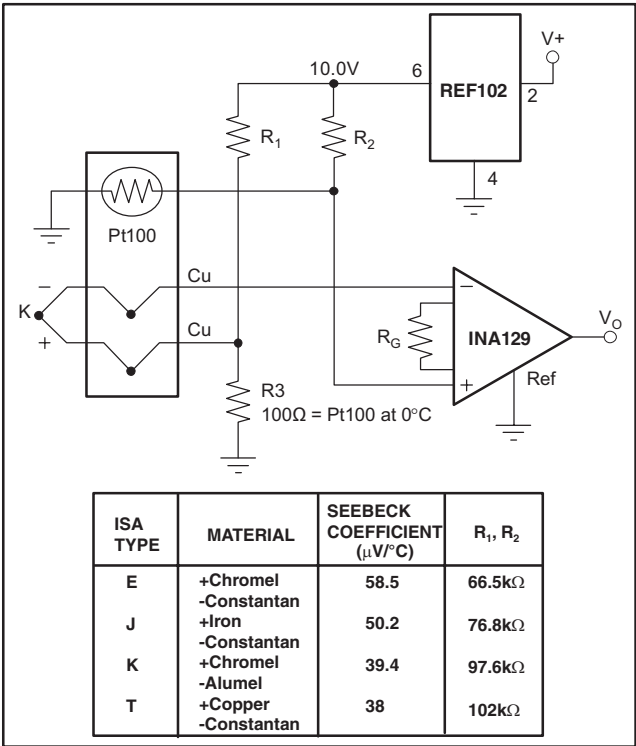 V+
10.0V
6
REF102
2
R1
R2
4
Pt100
−
Cu
K
+
Cu
−
RG
INA129
VO
+
Ref
R3
100Ω = Pt100 at 0°C
ISA TYPE
MATERIAL
SEEBECK COEFFICIENT (μV/°C)
R1, R2
E
+Chromel
-Constantan
58.5
66.5kΩ
J
+Iron
-Constantan
50.2
76.8kΩ
K
+Chromel
-Alumel
39.4
97.6kΩ
T
+Copper
-Constantan
38
102kΩ